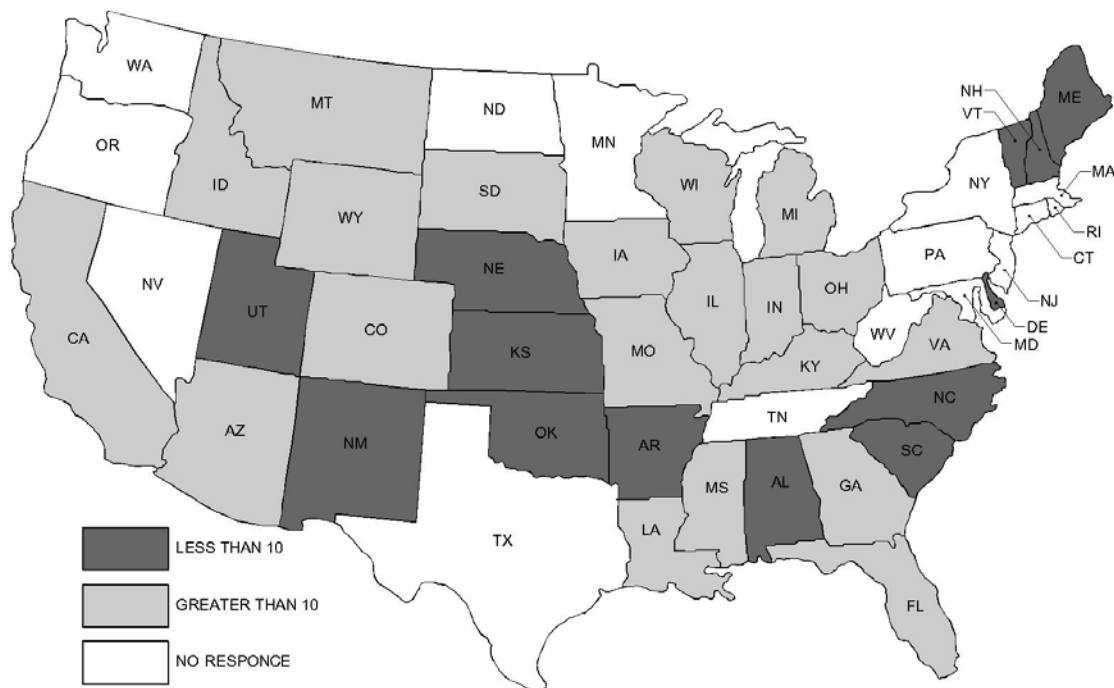 WA
MT
ND
MN
OR
ID
WY
SD
WI
MI
NH
VT
ME
NY
MA
RI
CT
NV
UT
NE
IA
PA
NJ
CA
CO
KS
MO
IL
IN
OH
WV
VA
DE
MD
KY
AZ
NM
OK
AR
TN
NC
SC
MS
AL
GA
LA
TX
FL
LESS THAN 10
GREATER THAN 10
NO RESPONCE